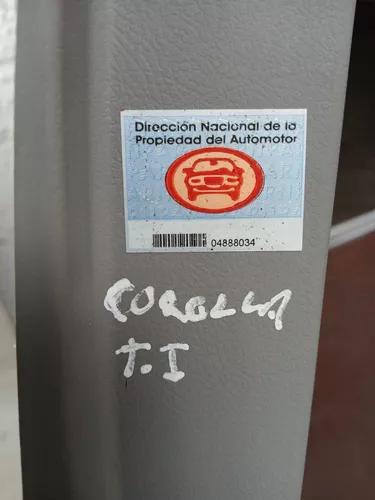 Dirección Nacional de la
Propiedad del Automotor
04888034
COROLLA
T.I